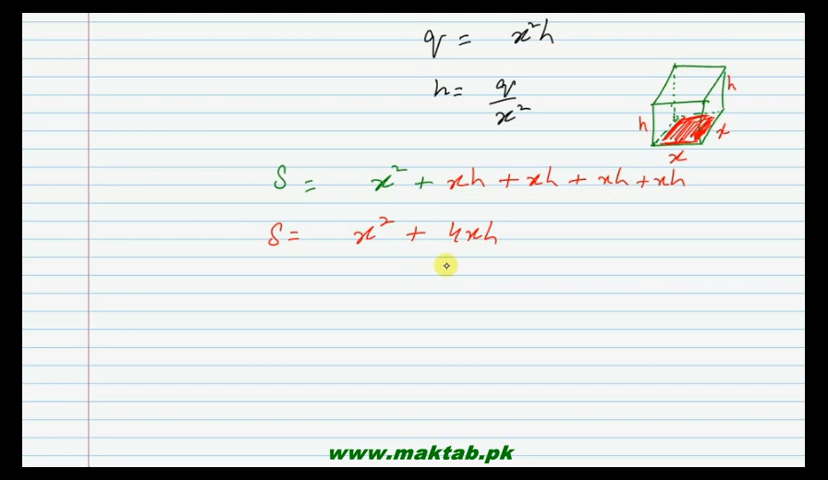 q = x²h
h = q/x²
h
h
x
x
S = x² + xh + xh + xh + xh
S = x² + 4xh
www.maktab.pk